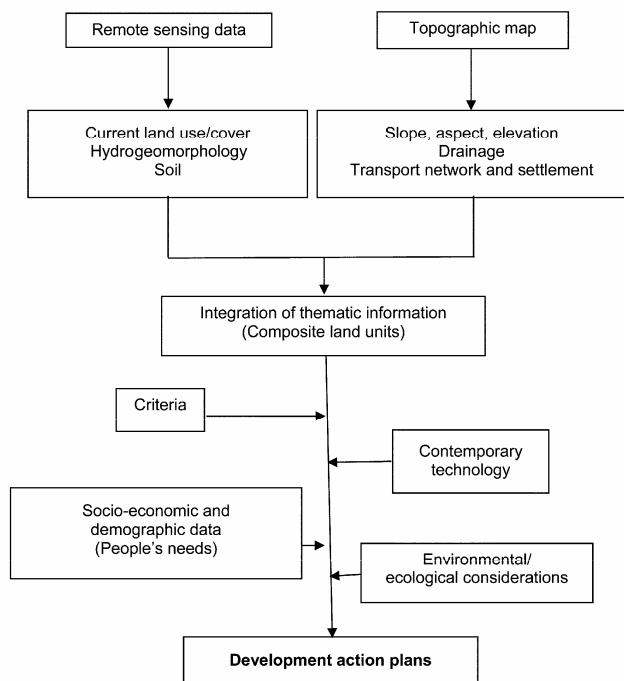 Remote sensing data
Topographic map
Current land use/cover
Hydrogeomorphology
Soil
Slope, aspect, elevation
Drainage
Transport network and settlement
Integration of thematic information
(Composite land units)
Criteria
Contemporary
technology
Socio-economic and
demographic data
(People's needs)
Environmental/
ecological considerations
Development action plans